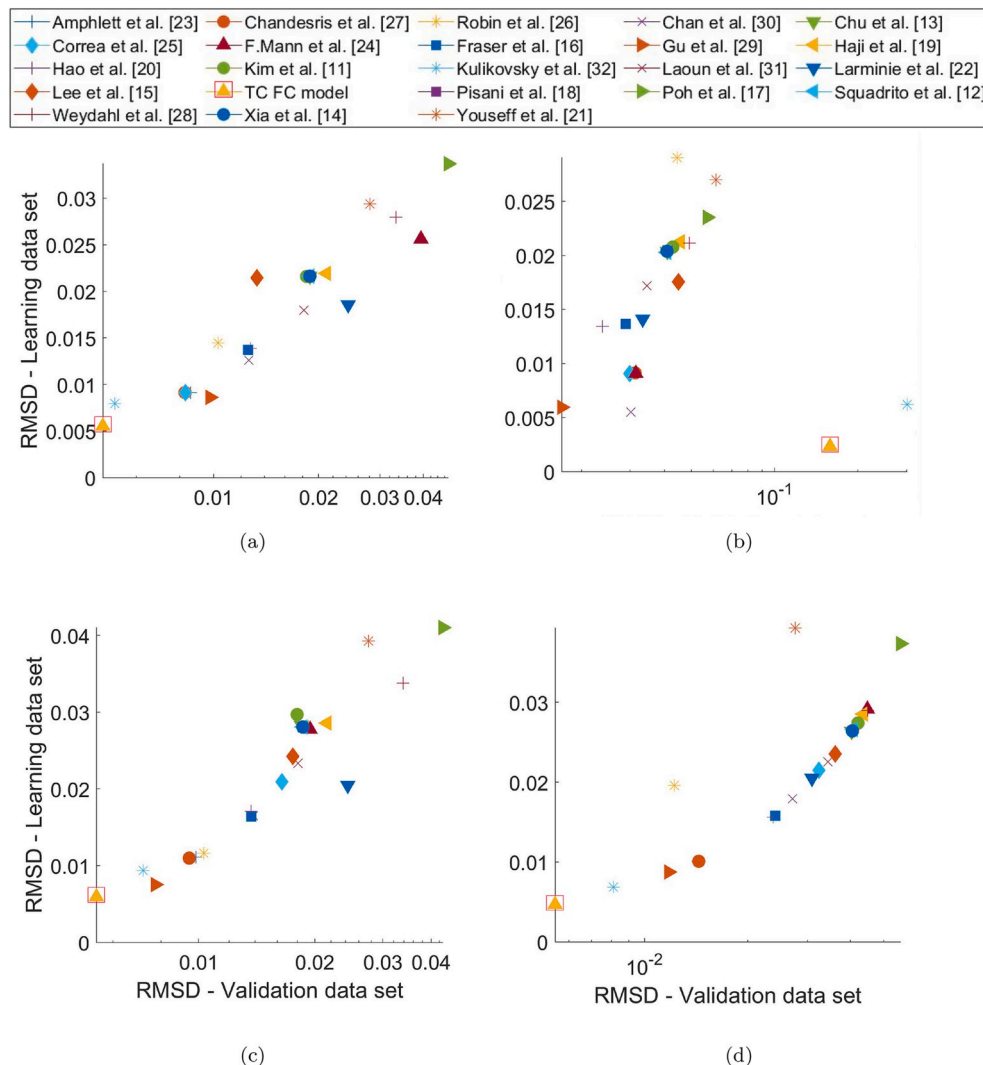 Amphlett et al. [23] Chandesris et al. [27] Robin et al. [26] Chan et al. [30] Chu et al. [13]
Correa et al. [25] F.Mann et al. [24] Fraser et al. [16] Gu et al. [29] Haji et al. [19]
Hao et al. [20] Kim et al. [11] Kulikovsky et al. [32] Laoun et al. [31] Larminie et al. [22]
Lee et al. [15] TC FC model Pisani et al. [18] Poh et al. [17] Squadrito et al. [12]
Weydahl et al. [28] Xia et al. [14] Youseff et al. [21]
RMSD - Learning data set
0.03
0.025
0.02
0.015
0.01
0.005
0
0.01 0.02 0.03 0.04
(a)
0.025
0.02
0.015
0.01
0.005
0
10-1
(b)
RMSD - Learning data set
0.04
0.03
0.02
0.01
0
0.01 0.02 0.03 0.04
RMSD - Validation data set
(c)
0.03
0.02
0.01
0
10-2
RMSD - Validation data set
(d)